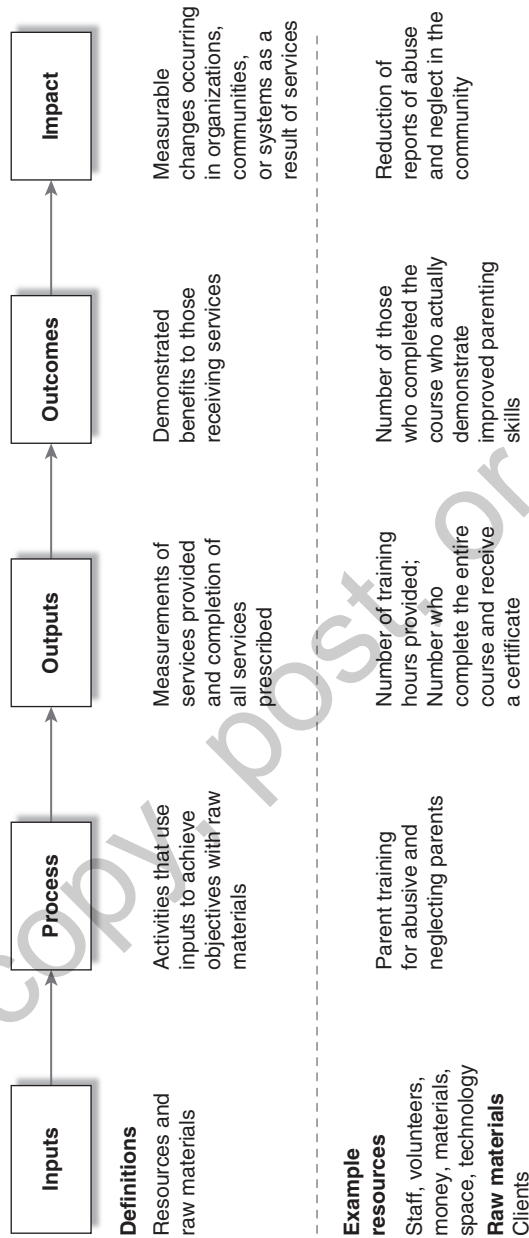 Inputs
Process
Outputs
Outcomes
Impact
Definitions
Resources and
raw materials
Activities that use
inputs to achieve
objectives with raw
materials
Measurements of
services provided
and completion of
all services
prescribed
Demonstrated
benefits to those
receiving services
Measurable
changes occurring
in organizations,
communities,
or systems as a
result of services
Example
resources
Staff, volunteers,
money, materials,
space, technology
Raw materials
Clients
Parent training
for abusive and
neglecting parents
Number of training
hours provided;
Number who
complete the entire
course and receive
a certificate
Number of those
who completed the
course who actually
demonstrate
improved parenting
skills
Reduction of
reports of abuse
and neglect in the
community
copy, post, or